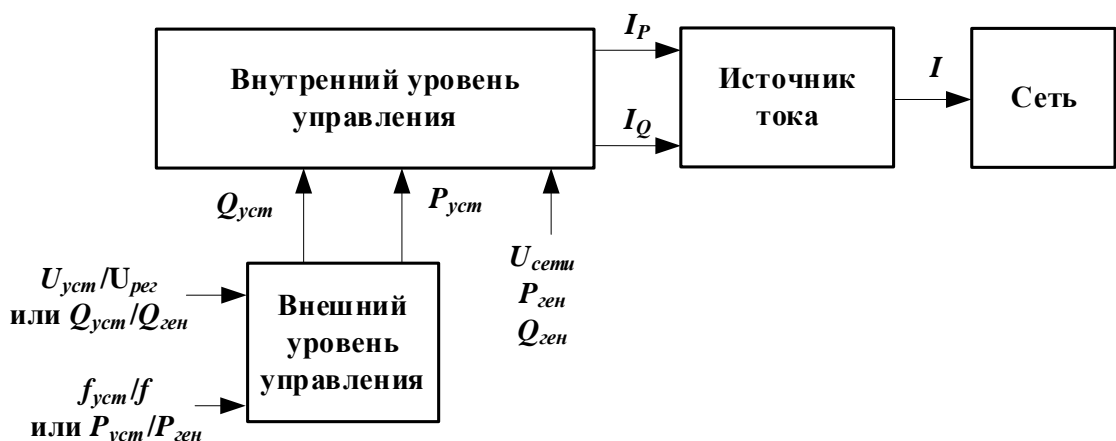 I_P
Внутренний уровень
управления
Источник
тока
I
Сеть
I_Q
Q_уст
P_уст
U_сети
P_ген
Q_ген
U_уст/U_рег
или Q_уст/Q_ген
Внешний
уровень
управления
f_уст/f
или P_уст/P_ген